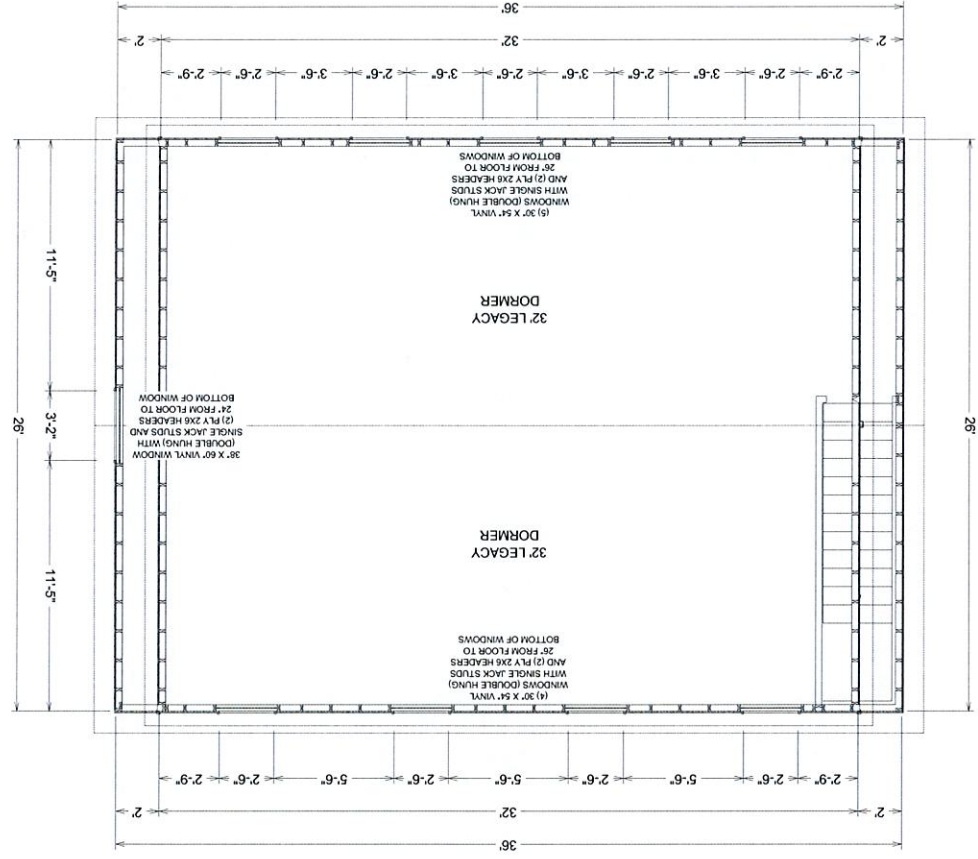 36'
2' 32' 2'
2'-9" 2'-6" 5'-6" 2'-6" 5'-6" 2'-6" 5'-6" 2'-6" 2'-9"
(4) 30" X 54" VINYL
WINDOWS (DOUBLE HUNG)
WITH SINGLE JACK STUDS
AND (2) PLY 2X6 HEADERS
26" FROM FLOOR TO
BOTTOM OF WINDOWS
32' LEGACY
DORMER
26'
11'-5"
3'-2"
11'-5"
26'
38" X 60" VINYL WINDOW
(DOUBLE HUNG) WITH
SINGLE JACK STUDS AND
(2) PLY 2X6 HEADERS
24" FROM FLOOR TO
BOTTOM OF WINDOW
32' LEGACY
DORMER
(5) 30" X 54" VINYL
WINDOWS (DOUBLE HUNG)
WITH SINGLE JACK STUDS
AND (2) PLY 2X6 HEADERS
26" FROM FLOOR TO
BOTTOM OF WINDOWS
2'-9" 2'-6" 3'-6" 2'-6" 3'-6" 2'-6" 3'-6" 2'-6" 3'-6" 2'-6" 2'-9"
2' 32' 2'
36'